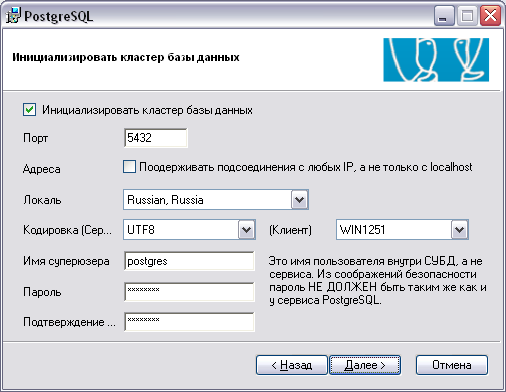 PostgreSQL
Инициализировать кластер базы данных
Инициализировать кластер базы данных
Порт
5432
Адреса
Поодерживать подсоединения с любых IP, а не только с localhost
Локаль
Russian, Russia
Кодировка (Сер...
UTF8
(Клиент)
WIN1251
Имя суперюзера
postgres
Это имя пользователя внутри СУБД, а не
сервиса. Из соображений безопасности
пароль НЕ ДОЛЖЕН быть таким же как и
у сервиса PostgreSQL.
Пароль
********
Подтверждение ...
********
< Назад
Далее >
Отмена